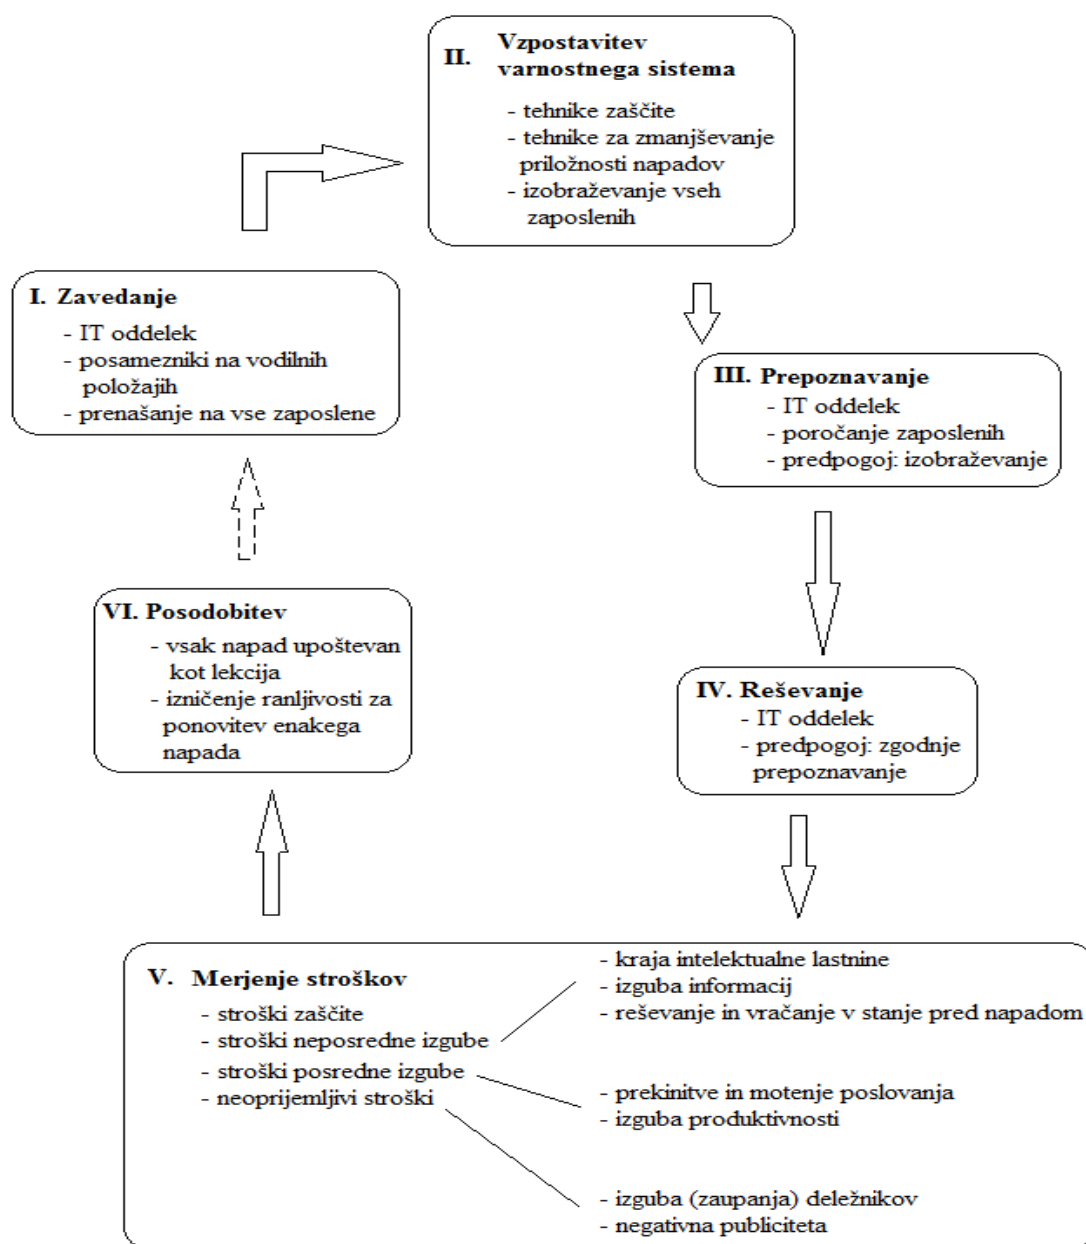 II. Vzpostavitev
varnostnega sistema
- tehnike zaščite
- tehnike za zmanjševanje
priložnosti napadov
- izobraževanje vseh
zaposlenih
I. Zavedanje
- IT oddelek
- posamezniki na vodilnih
položajih
- prenašanje na vse zaposlene
III. Prepoznavanje
- IT oddelek
- poročanje zaposlenih
- predpogoj: izobraževanje
VI. Posodobitev
- vsak napad upoštevan
kot lekcija
- izničenje ranljivosti za
ponovitev enakega
napada
IV. Reševanje
- IT oddelek
- predpogoj: zgodnje
prepoznavanje
V. Merjenje stroškov
- stroški zaščite
- stroški neposredne izgube
- stroški posredne izgube
- neoprijemljivi stroški
- kraja intelektualne lastnine
- izguba informacij
- reševanje in vračanje v stanje pred napadom
- prekinitve in motenje poslovanja
- izguba produktivnosti
- izguba (zaupanja) deležnikov
- negativna publiciteta